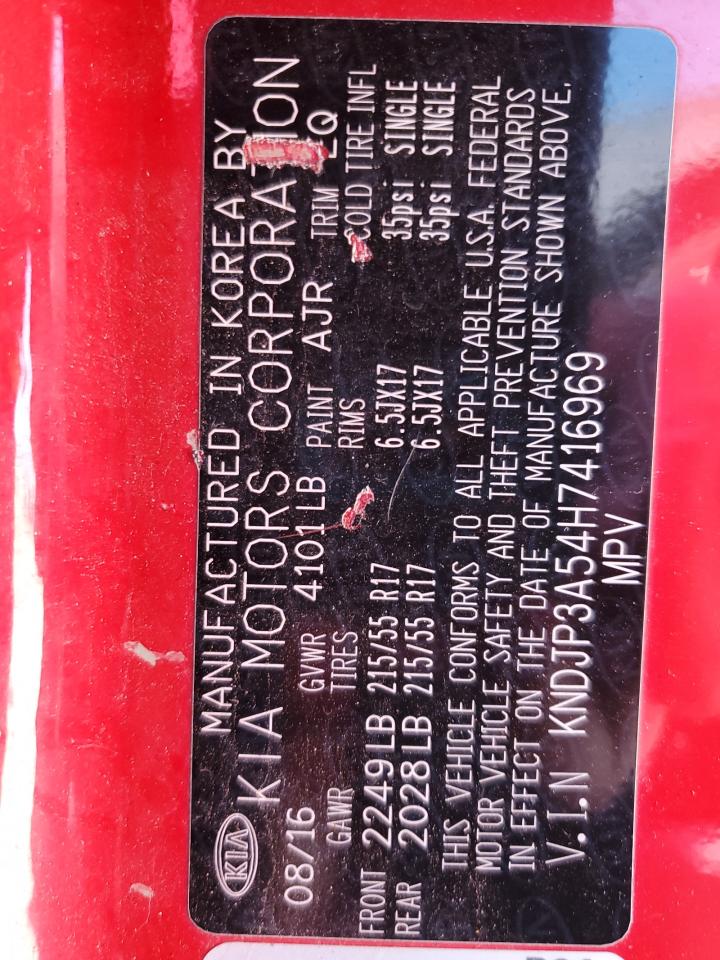 MANUFACTURED IN KOREA BY
KIA KIA MOTORS CORPORATION
08/16 GVWR 4101 LB PAINT AJR TRIM
GAWR TIRES RIMS COLD TIRE INFL
FRONT 2249 LB 215/55 R17 6.5JX17 35psi SINGLE
REAR 2028 LB 215/55 R17 6.5JX17 35psi SINGLE
THIS VEHICLE CONFORMS TO ALL APPLICABLE U.S.A. FEDERAL
MOTOR VEHICLE SAFETY AND THEFT PREVENTION STANDARDS
IN EFFECT ON THE DATE OF MANUFACTURE SHOWN ABOVE.
V.I.N KNDJP3A54H7416969
MPV